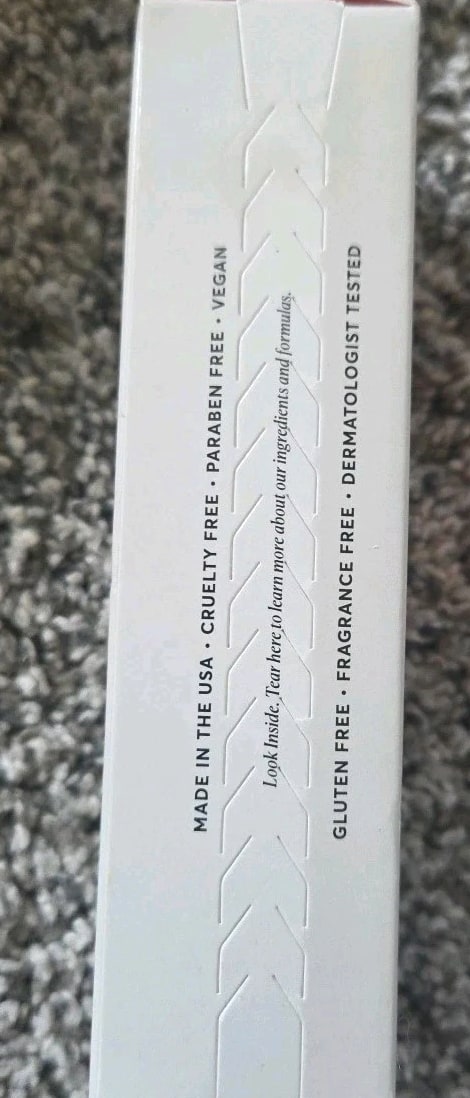 MADE IN THE USA • CRUELTY FREE • PARABEN FREE • VEGAN
Look Inside. Tear here to learn more about our ingredients and formulas.
GLUTEN FREE • FRAGRANCE FREE • DERMATOLOGIST TESTED